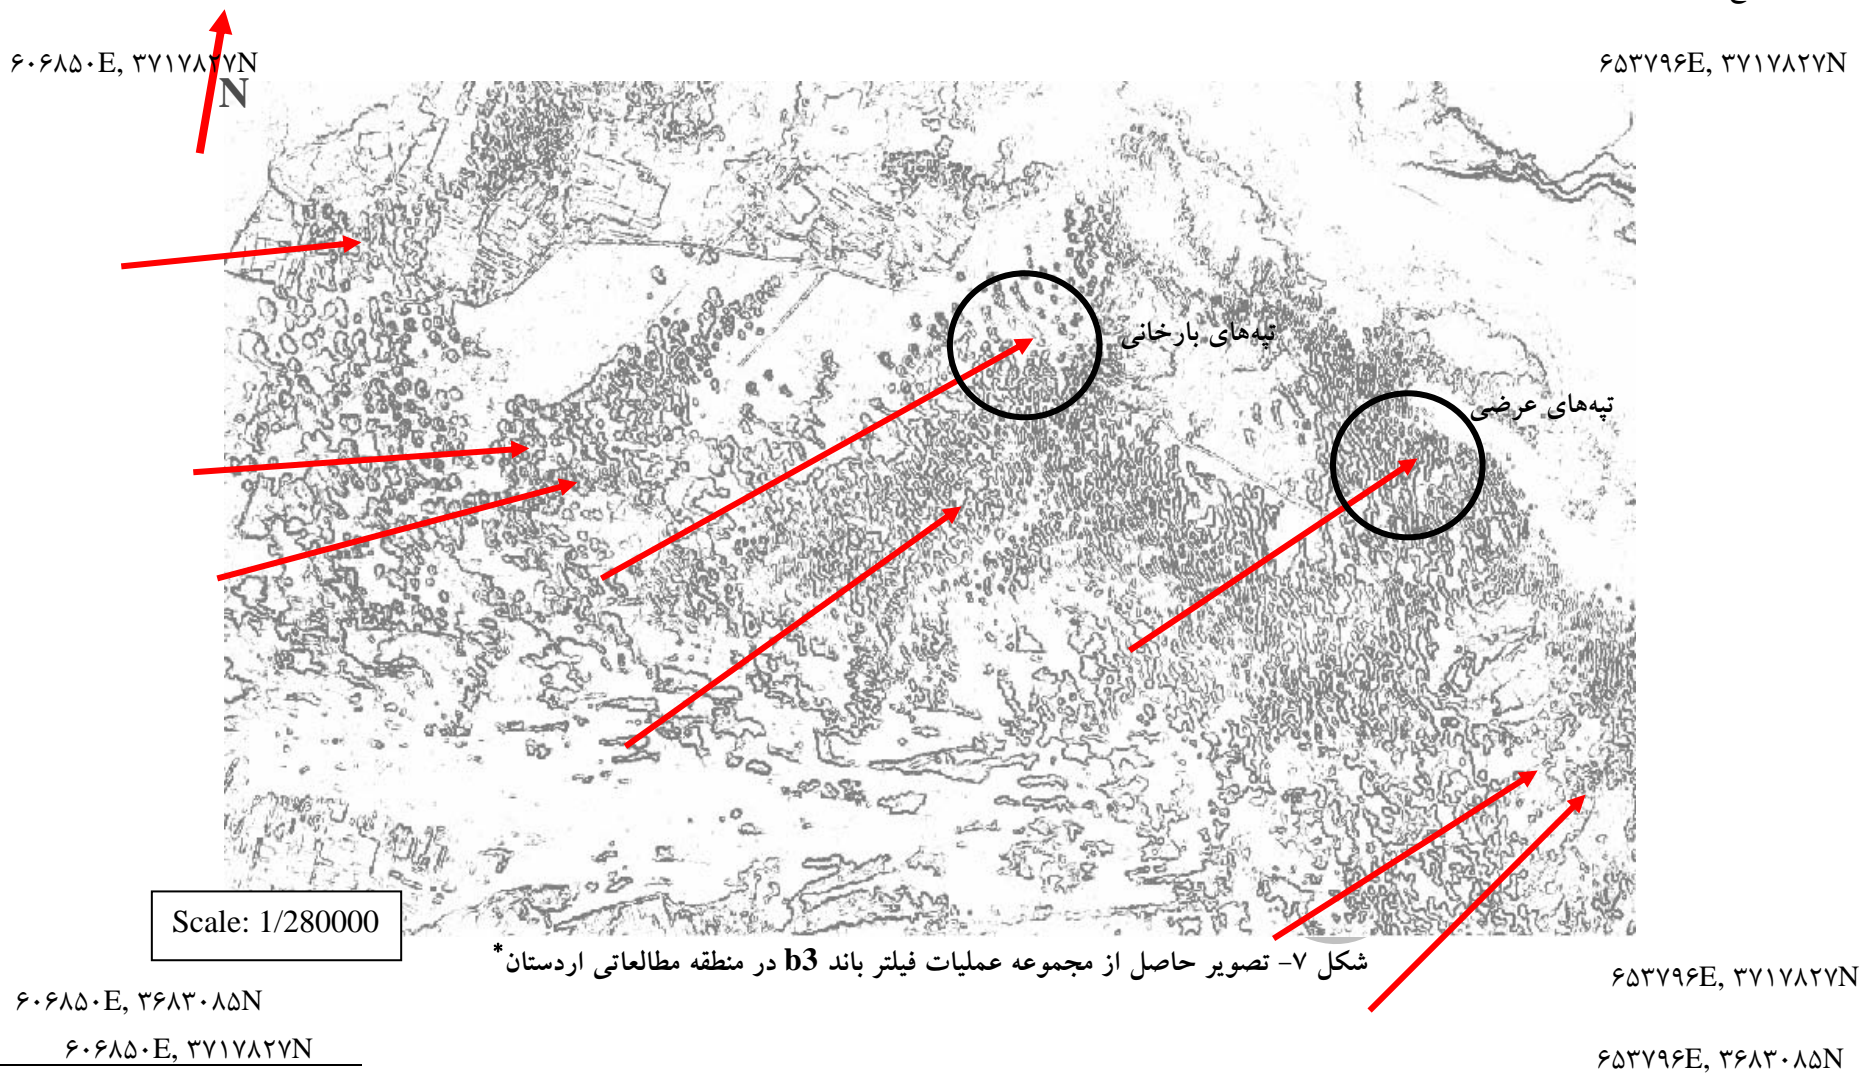 ۶۰۶۸۵۰E, ۳۷۱۷۸۲۷N
۶۵۳۷۹۶E, ۳۷۱۷۸۲۷N
N
تپه‌های بارخانی
تپه‌های عرضی
Scale: 1/280000
شکل ۷- تصویر حاصل از مجموعه عملیات فیلتر باند b3 در منطقه مطالعاتی اردستان*
۶۵۳۷۹۶E, ۳۷۱۷۸۲۷N
۶۰۶۸۵۰E, ۳۶۸۳۰۸۵N
۶۰۶۸۵۰E, ۳۷۱۷۸۲۷N
۶۵۳۷۹۶E, ۳۶۸۳۰۸۵N